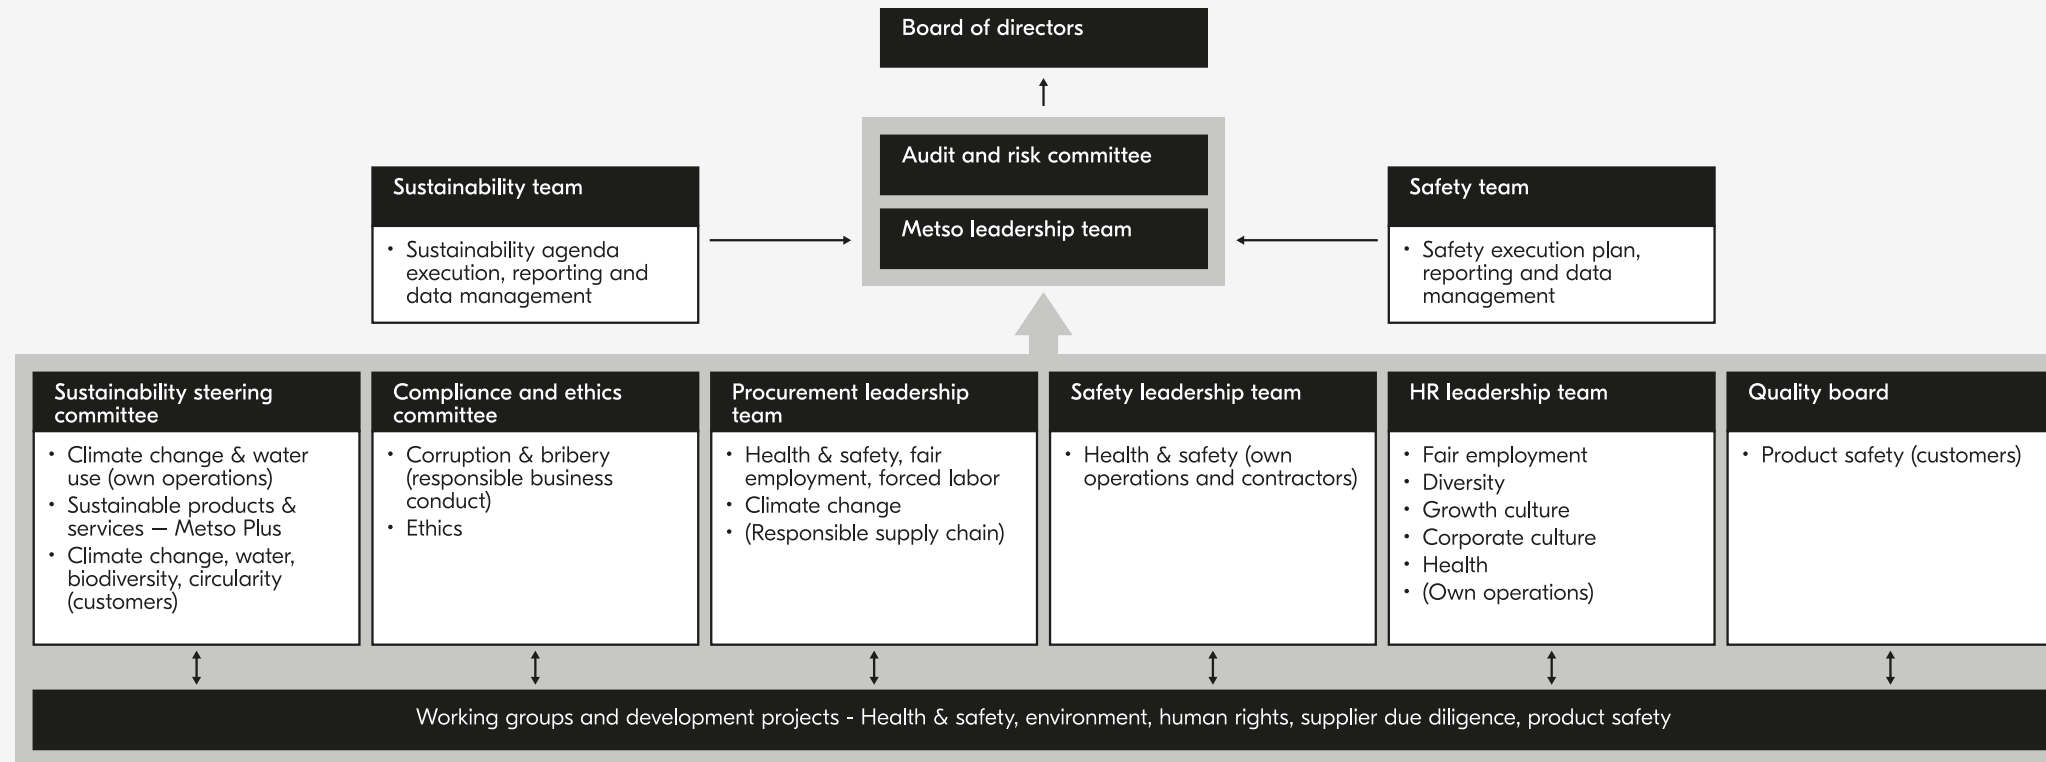 Board of directors
Audit and risk committee
Metso leadership team
Sustainability team
• Sustainability agenda
execution, reporting and
data management
Safety team
• Safety execution plan,
reporting and data
management
Sustainability steering
committee
• Climate change & water
use (own operations)
• Sustainable products &
services – Metso Plus
• Climate change, water,
biodiversity, circularity
(customers)
Compliance and ethics
committee
• Corruption & bribery
(responsible business
conduct)
• Ethics
Procurement leadership
team
• Health & safety, fair
employment, forced labor
• Climate change
• (Responsible supply chain)
Safety leadership team
• Health & safety (own
operations and contractors)
HR leadership team
• Fair employment
• Diversity
• Growth culture
• Corporate culture
• Health
• (Own operations)
Quality board
• Product safety (customers)
Working groups and development projects - Health & safety, environment, human rights, supplier due diligence, product safety